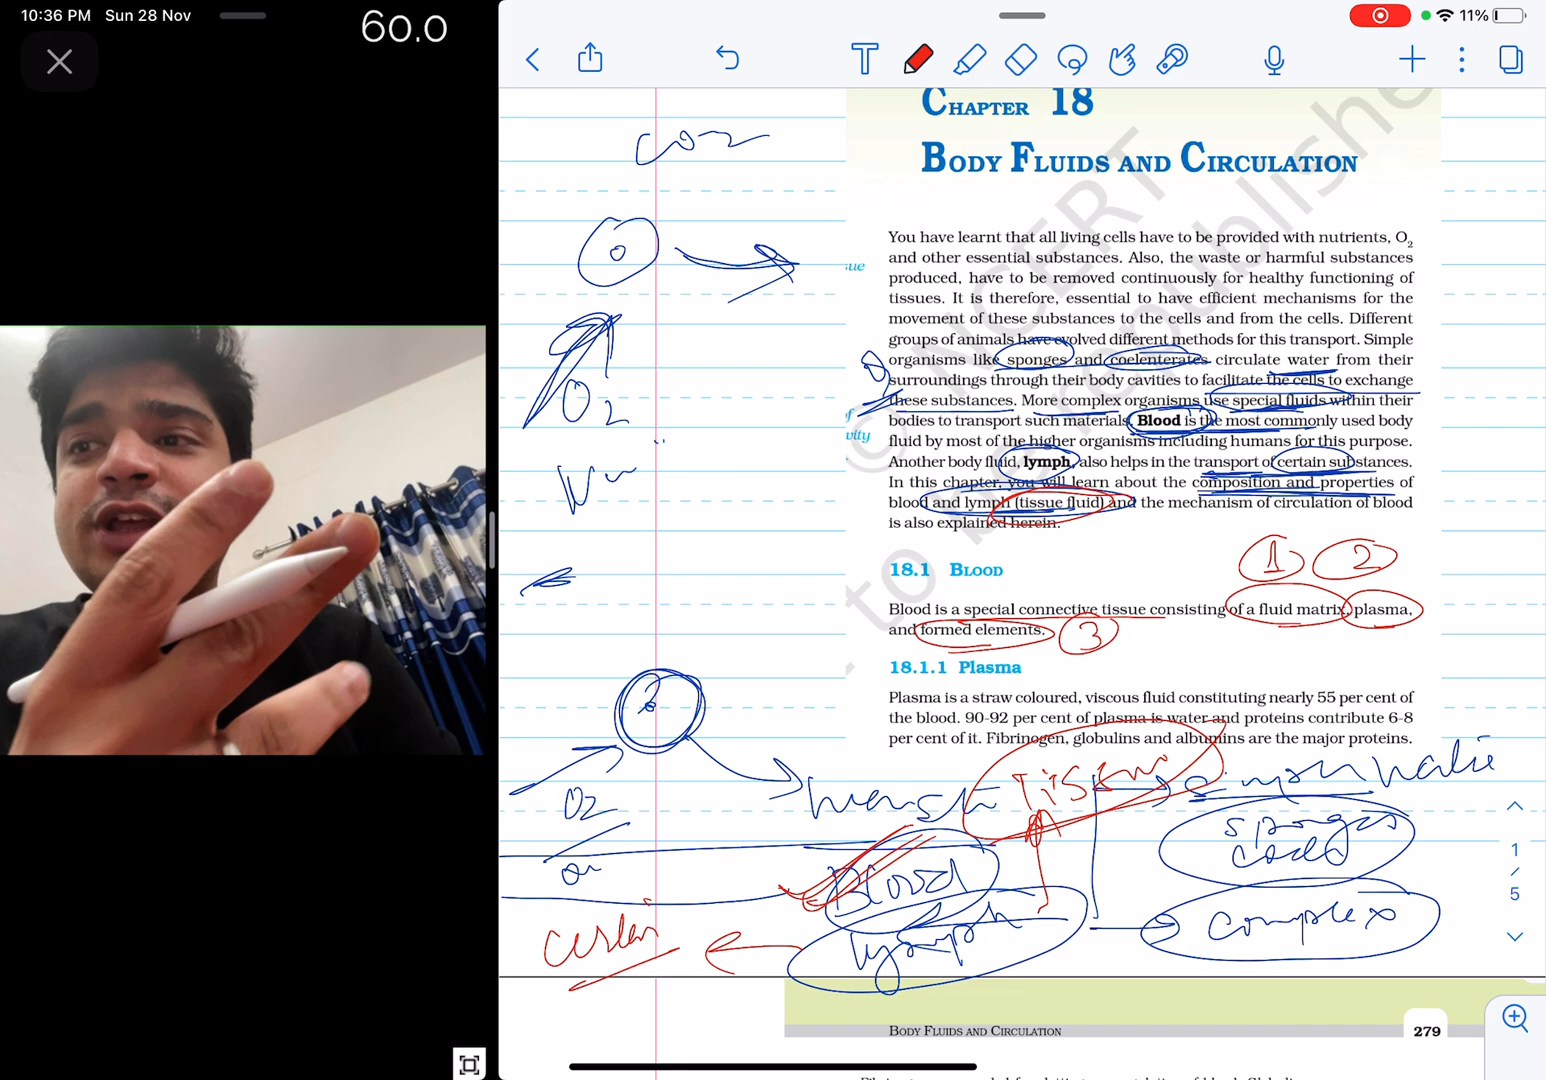 10:36 PM Sun 28 Nov
60.0
11%
CHAPTER 18
BODY FLUIDS AND CIRCULATION
© NCERT
to be republished
You have learnt that all living cells have to be provided with nutrients, O2
and other essential substances. Also, the waste or harmful substances
produced, have to be removed continuously for healthy functioning of
tissues. It is therefore, essential to have efficient mechanisms for the
movement of these substances to the cells and from the cells. Different
groups of animals have evolved different methods for this transport. Simple
organisms like sponges and coelenterates circulate water from their
surroundings through their body cavities to facilitate the cells to exchange
these substances. More complex organisms use special fluids within their
bodies to transport such materials. Blood is the most commonly used body
fluid by most of the higher organisms including humans for this purpose.
Another body fluid, lymph, also helps in the transport of certain substances.
In this chapter, you will learn about the composition and properties of
blood and lymph (tissue fluid) and the mechanism of circulation of blood
is also explained herein.
18.1 BLOOD
1 2
Blood is a special connective tissue consisting of a fluid matrix, plasma,
and formed elements.
3
18.1.1 Plasma
Plasma is a straw coloured, viscous fluid constituting nearly 55 per cent of
the blood. 90-92 per cent of plasma is water and proteins contribute 6-8
per cent of it. Fibrinogen, globulins and albumins are the major proteins.
CO2
O2
O2
Blood
lymph
sponges
complex
1
/
5
BODY FLUIDS AND CIRCULATION
279